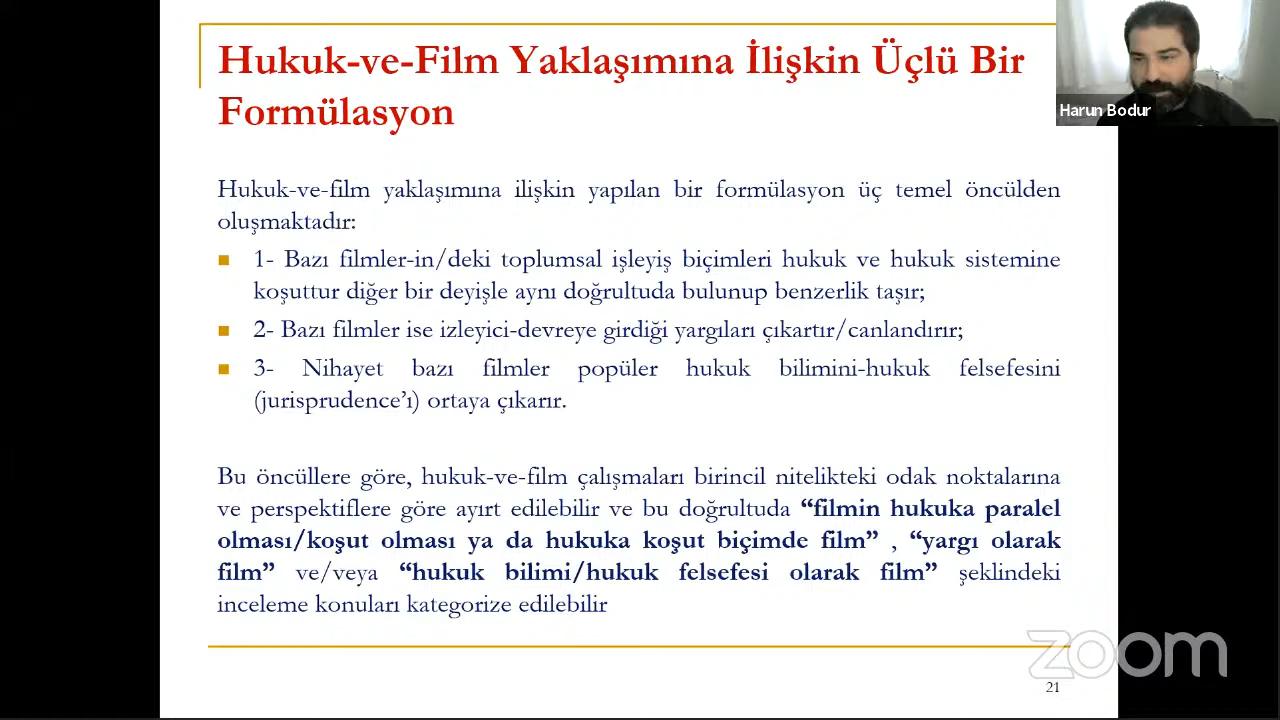 Hukuk-ve-Film Yaklaşımına İlişkin Üçlü Bir
Formülasyon
Harun Bodur
Hukuk-ve-film yaklaşımına ilişkin yapılan bir formülasyon üç temel öncülden
oluşmaktadır:
1- Bazı filmler-in/deki toplumsal işleyiş biçimleri hukuk ve hukuk sistemine
koşuttur diğer bir deyişle aynı doğrultuda bulunup benzerlik taşır;
2- Bazı filmler ise izleyici-devreye girdiği yargıları çıkartır/canlandırır;
3- Nihayet bazı filmler popüler hukuk bilimini-hukuk felsefesini
(jurisprudence’ı) ortaya çıkarır.
Bu öncüllere göre, hukuk-ve-film çalışmaları birincil nitelikteki odak noktalarına
ve perspektiflere göre ayırt edilebilir ve bu doğrultuda “filmin hukuka paralel
olması/koşut olması ya da hukuka koşut biçimde film” , “yargı olarak
film” ve/veya “hukuk bilimi/hukuk felsefesi olarak film” şeklindeki
inceleme konuları kategorize edilebilir
zoom
21